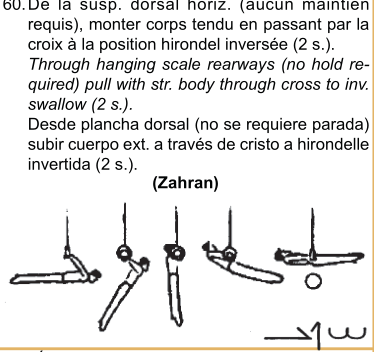 60. De la susp. dorsal horiz. (aucun maintien
requis), monter corps tendu en passant par la
croix à la position hirondel inversée (2 s.).
Through hanging scale rearways (no hold re-
quired) pull with str. body through cross to inv.
swallow (2 s.).
Desde plancha dorsal (no se requiere parada)
subir cuerpo ext. a través de cristo a hirondelle
invertida (2 s.).
(Zahran)